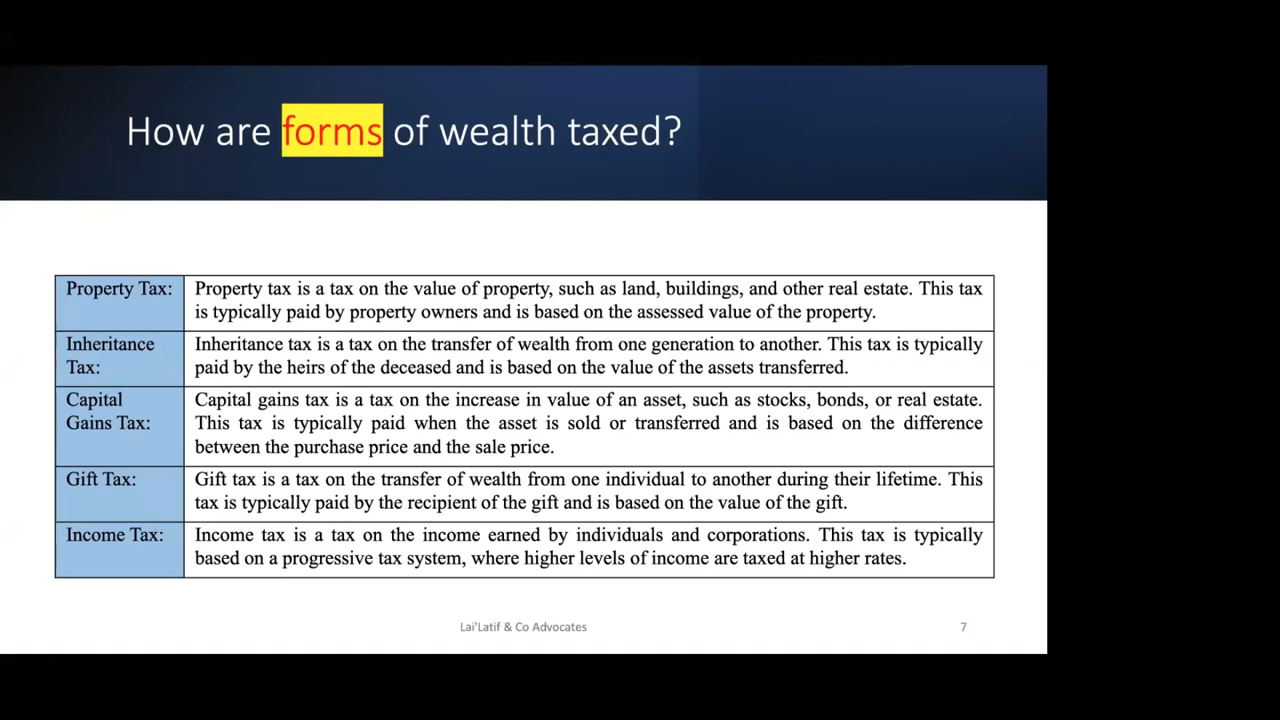 How are forms of wealth taxed?
Property Tax:
Property tax is a tax on the value of property, such as land, buildings, and other real estate. This tax
is typically paid by property owners and is based on the assessed value of the property.
Inheritance
Tax:
Inheritance tax is a tax on the transfer of wealth from one generation to another. This tax is typically
paid by the heirs of the deceased and is based on the value of the assets transferred.
Capital
Gains Tax:
Capital gains tax is a tax on the increase in value of an asset, such as stocks, bonds, or real estate.
This tax is typically paid when the asset is sold or transferred and is based on the difference
between the purchase price and the sale price.
Gift Tax:
Gift tax is a tax on the transfer of wealth from one individual to another during their lifetime. This
tax is typically paid by the recipient of the gift and is based on the value of the gift.
Income Tax:
Income tax is a tax on the income earned by individuals and corporations. This tax is typically
based on a progressive tax system, where higher levels of income are taxed at higher rates.
Lai'Latif & Co Advocates
7